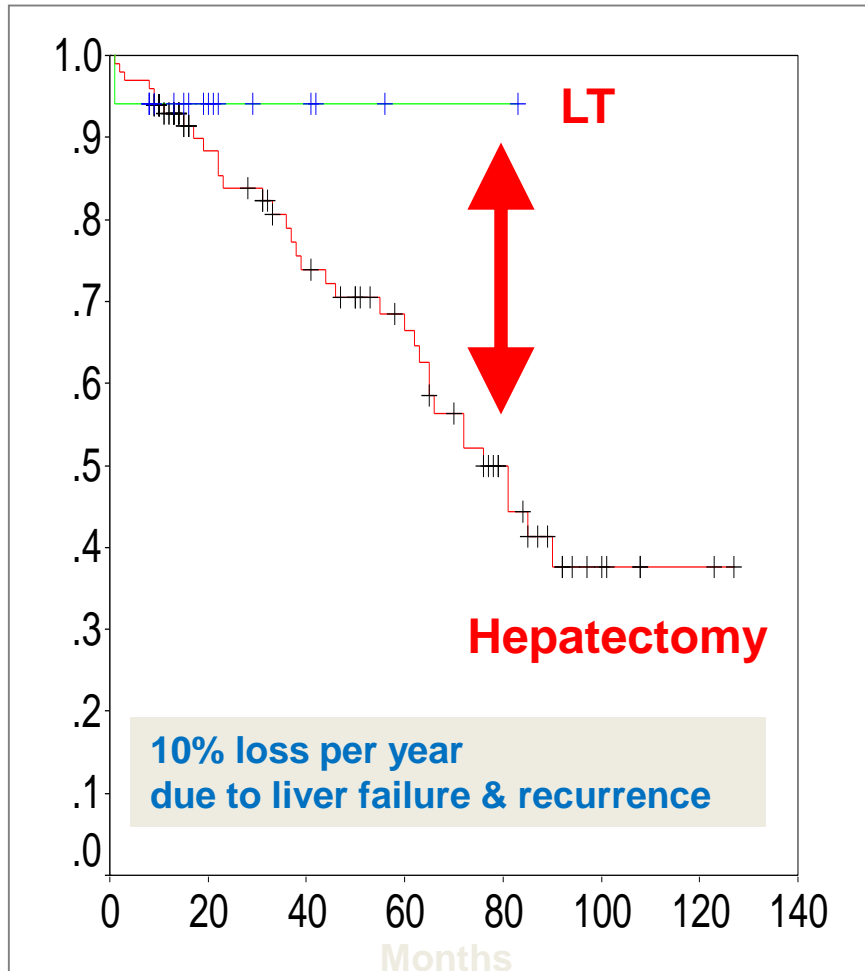 1.0
LT
.9
.8
.7
.6
.5
.4
.3
Hepatectomy
.2
10% loss per year
due to liver failure & recurrence
.1
.0
0 20 40 60 80 100 120 140
Months